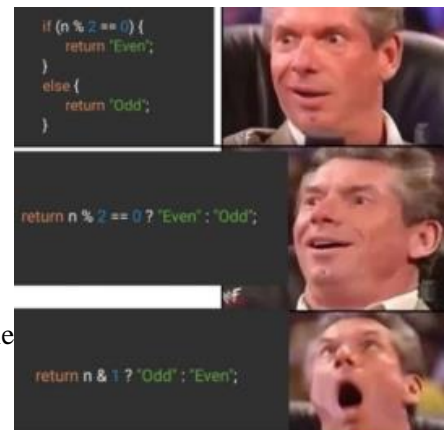 if (n % 2 == 0) {
return "Even";
}
else {
return "Odd";
}
return n % 2 == 0 ? "Even" : "Odd";
return n & 1 ? "Odd" : "Even";